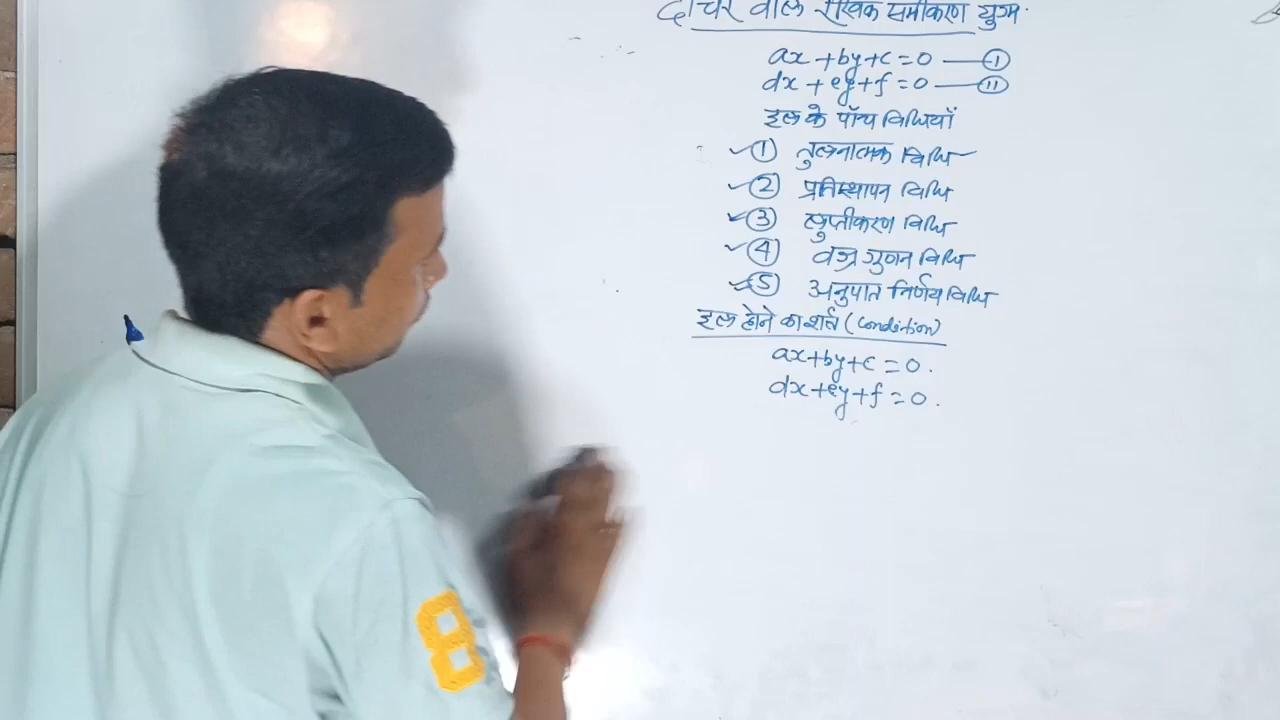 दो चर वाले रैखिक समीकरण युग्म.
ax + by + c = 0 — (I)
dx + ey + f = 0 — (II)
हल के पाँच विधियाँ
(1) तुलनात्मक विधि
(2) प्रतिस्थापन विधि
(3) लुप्तीकरण विधि
(4) वज्र गुणन विधि
(5) अनुपात निर्णय विधि
हल होने का शर्त (Condition)
ax + by + c = 0.
dx + ey + f = 0.
8